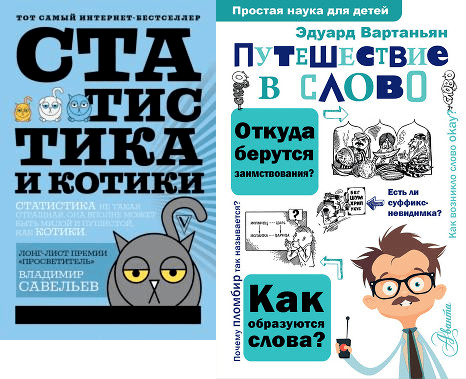 ТОТ САМЫЙ ИНТЕРНЕТ-БЕСТСЕЛЛЕР
СТА
ТИС
ТИКА
И КОТИКИ
СТАТИСТИКА НЕ ТАКАЯ
СТРАШНАЯ. ОНА ВПОЛНЕ МОЖЕТ
БЫТЬ МИЛОЙ И ПУШИСТОЙ,
КАК КОТИКИ.
ЛОНГ-ЛИСТ ПРЕМИИ
«ПРОСВЕТИТЕЛЬ»
ВЛАДИМИР
САВЕЛЬЕВ
Простая наука для детей
Эдуард Вартаньян
ПУТЕШЕСТВИЕ
В СЛОВО
Откуда
берутся
заимствования?
Есть ли
суффикс-
невидимка?
Как возникло слово okay?
Почему пломбир так называется?
Как
образуются
слова?
Аванта